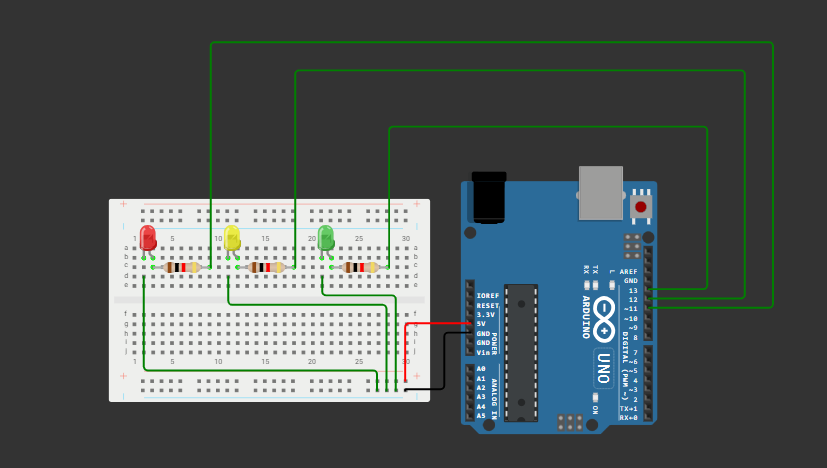 + +
1 5 10 15 20 25 30
a a
b b
c c
d d
e e
f f
g g
h h
i i
j j
1 5 10 15 20 25 30
+ +
IOREF
RESET
3.3V
5V
GND
GND
Vin
POWER
A0
A1
A2
A3
A4
A5
ANALOG IN
RX
TX
L
ARDUINO
UNO
ON
AREF
GND
13
12
~11
~10
~9
8
7
~6
~5
4
~3
2
TX→1
RX←0
DIGITAL (PWM ~)